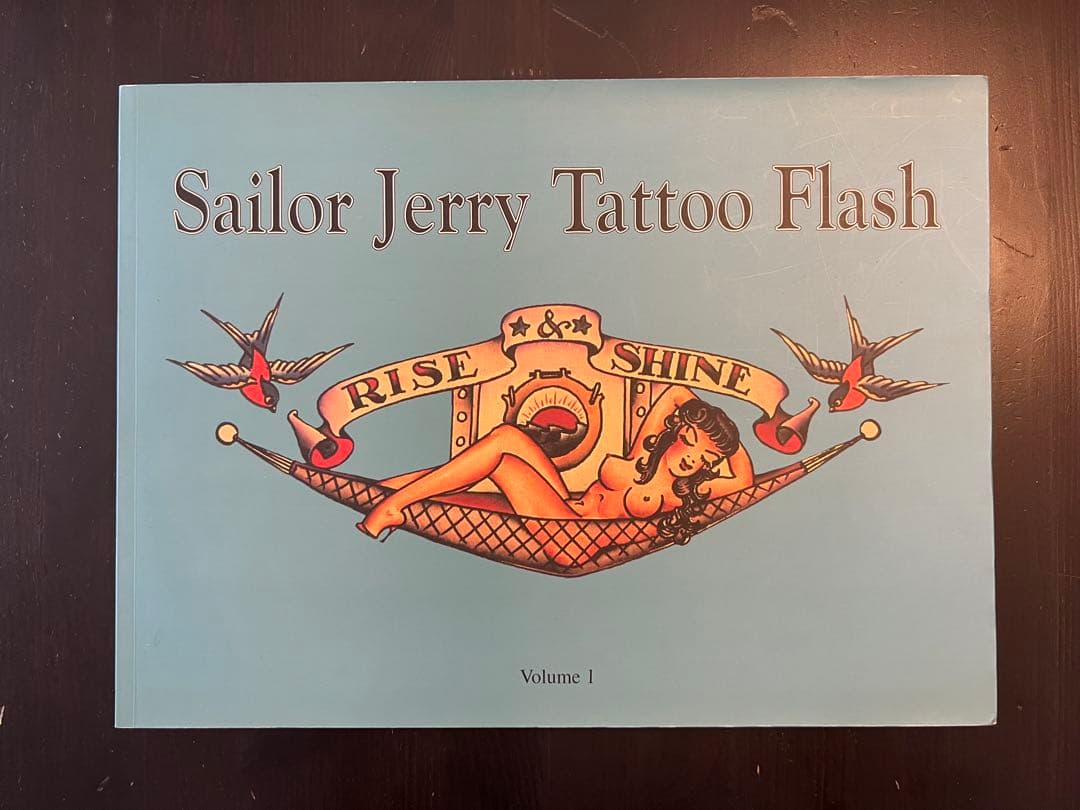 Sailor Jerry Tattoo Flash
RISE & SHINE
Volume 1